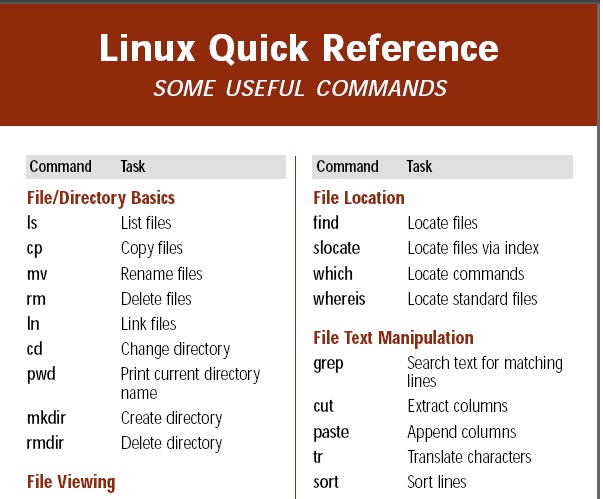 Linux Quick Reference
SOME USEFUL COMMANDS
Command Task
File/Directory Basics
ls List files
cp Copy files
mv Rename files
rm Delete files
ln Link files
cd Change directory
pwd Print current directory
name
mkdir Create directory
rmdir Delete directory
File Viewing
Command Task
File Location
find Locate files
slocate Locate files via index
which Locate commands
whereis Locate standard files
File Text Manipulation
grep Search text for matching
lines
cut Extract columns
paste Append columns
tr Translate characters
sort Sort lines